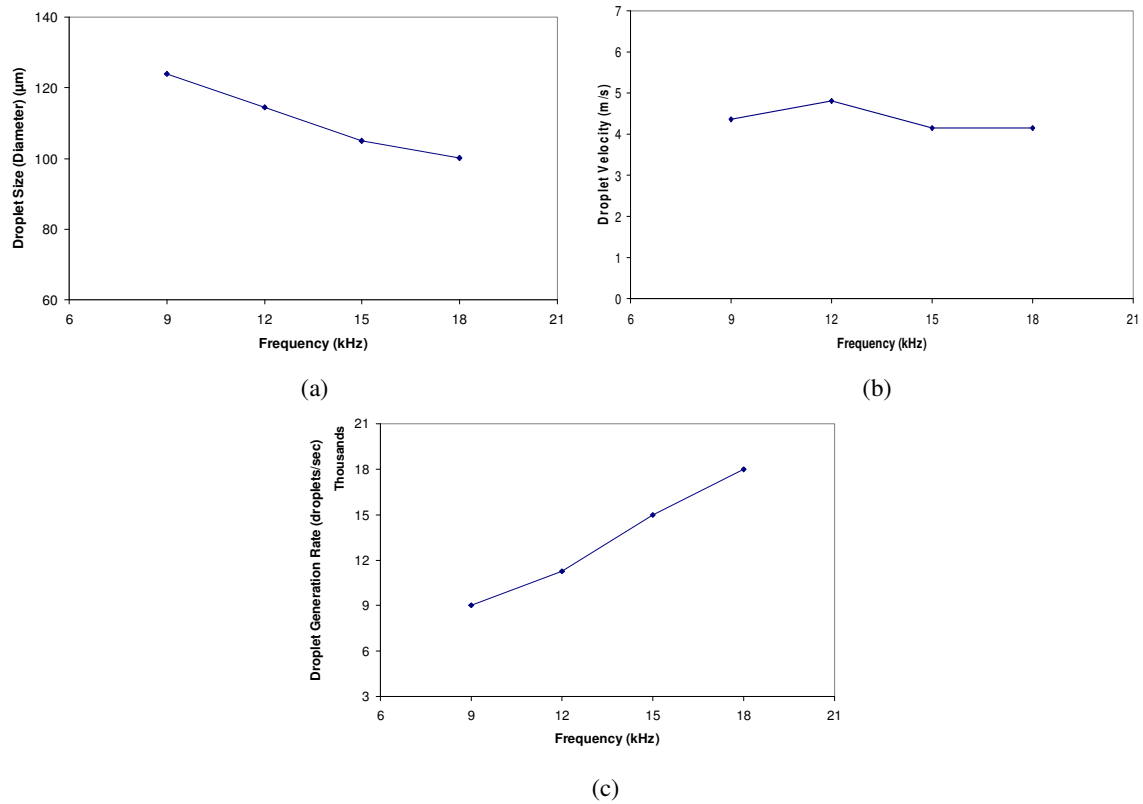 140
120
100
80
60
6 9 12 15 18 21
Droplet Size (Diameter) (µm)
Frequency (kHz)
(a)
7
6
5
4
3
2
1
0
6 9 12 15 18 21
Droplet Velocity (m/s)
Frequency (kHz)
(b)
21
18
15
12
9
6
3
6 9 12 15 18 21
Droplet Generation Rate (droplets/sec)
Thousands
Frequency (kHz)
(c)